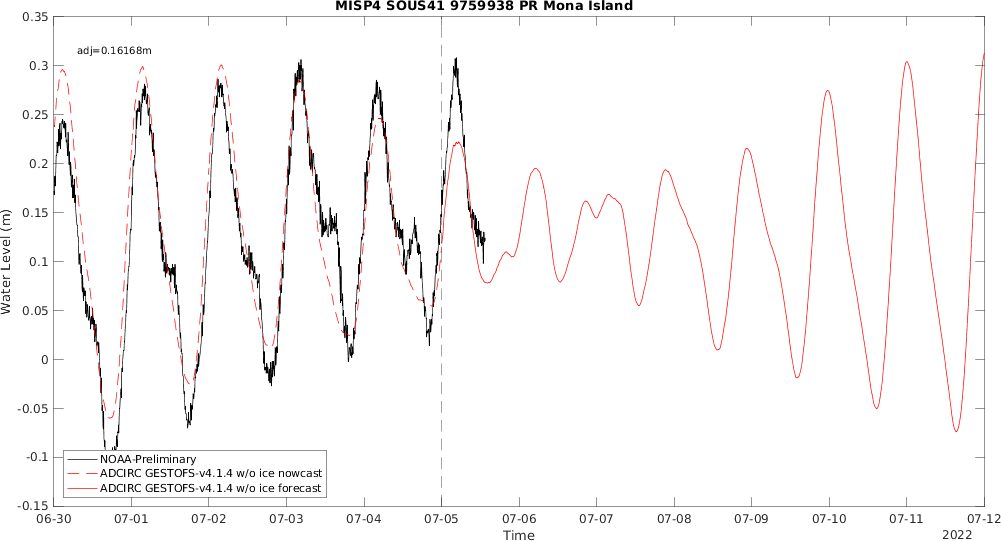 MISP4 SOUS41 9759938 PR Mona Island
adj=0.16168m
Water Level (m)
0.35
0.3
0.25
0.2
0.15
0.1
0.05
0
-0.05
-0.1
-0.15
NOAA-Preliminary
ADCIRC GESTOFS-v4.1.4 w/o ice nowcast
ADCIRC GESTOFS-v4.1.4 w/o ice forecast
06-30 07-01 07-02 07-03 07-04 07-05 07-06 07-07 07-08 07-09 07-10 07-11 07-12
Time
2022